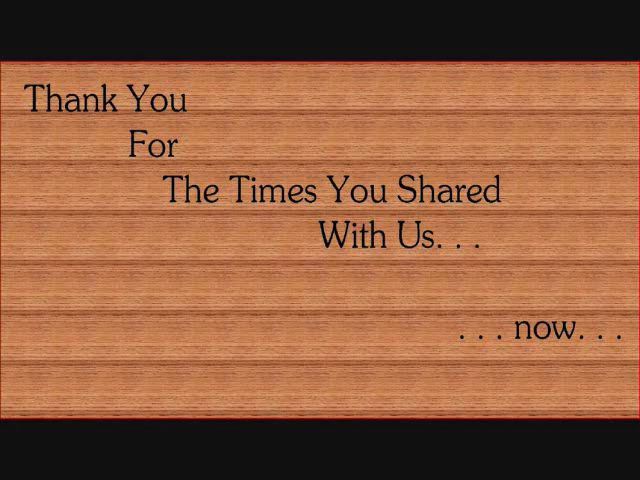 Thank You
For
The Times You Shared
With Us. . .
. . . now. . .